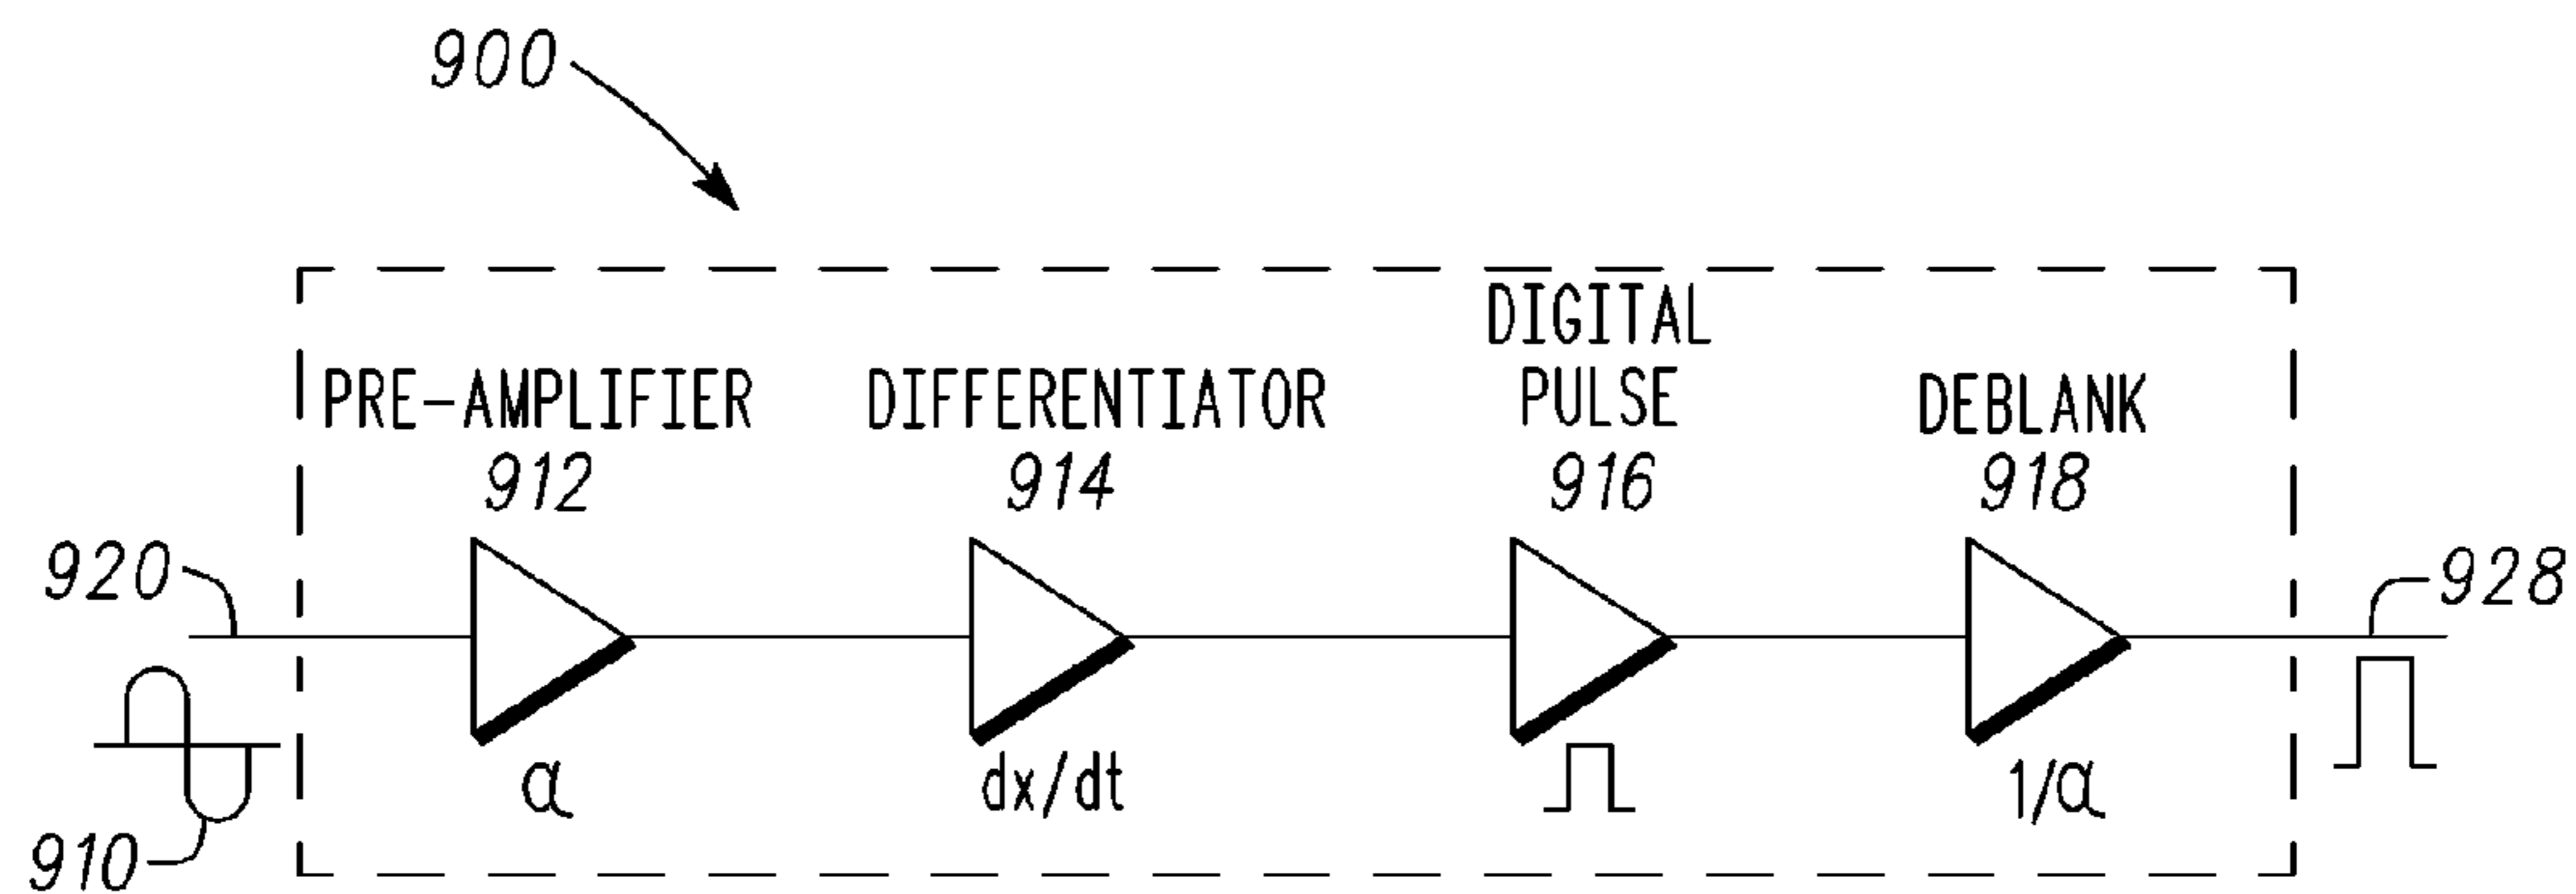 900
PRE-AMPLIFIER
912
DIFFERENTIATOR
914
DIGITAL
PULSE
916
DEBLANK
918
920
928
910
α
dx/dt
1/α